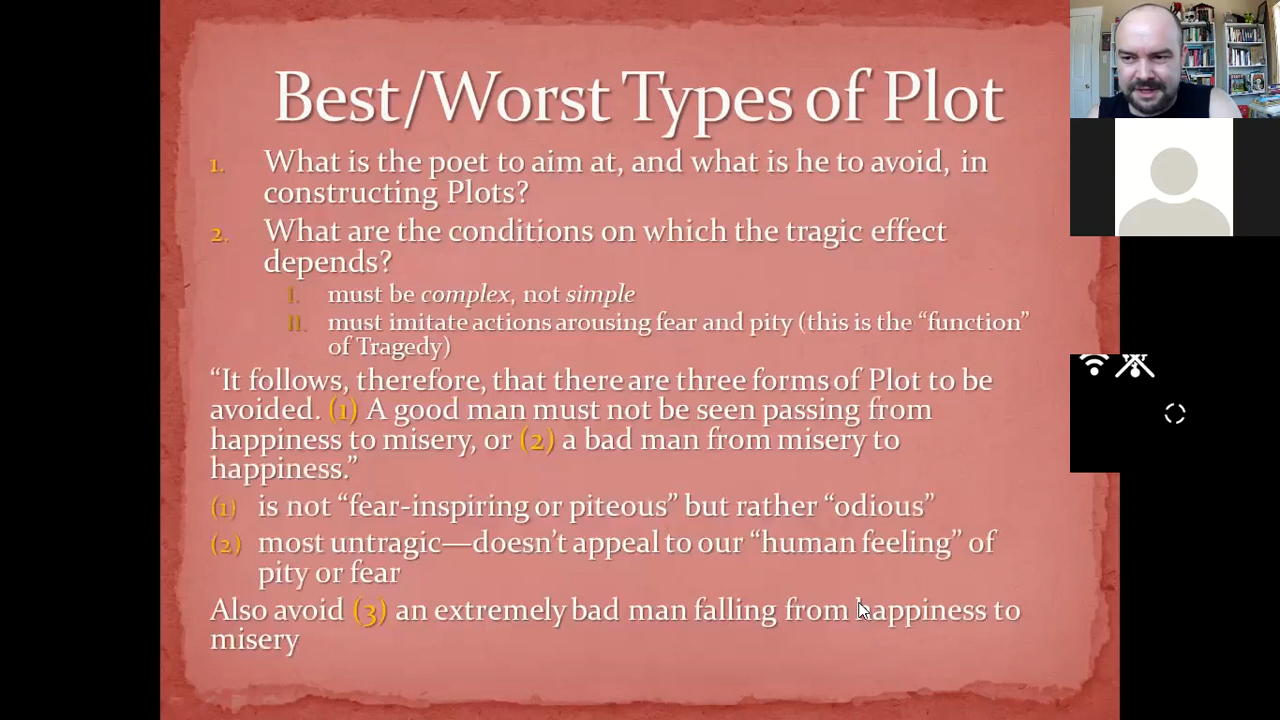 Best/Worst Types of Plot
1. What is the poet to aim at, and what is he to avoid, in
constructing Plots?
2. What are the conditions on which the tragic effect
depends?
I. must be complex, not simple
II. must imitate actions arousing fear and pity (this is the “function”
of Tragedy)
“It follows, therefore, that there are three forms of Plot to be
avoided. (1) A good man must not be seen passing from
happiness to misery, or (2) a bad man from misery to
happiness.”
(1) is not “fear-inspiring or piteous” but rather “odious”
(2) most untragic—doesn’t appeal to our “human feeling” of
pity or fear
Also avoid (3) an extremely bad man falling from happiness to
misery